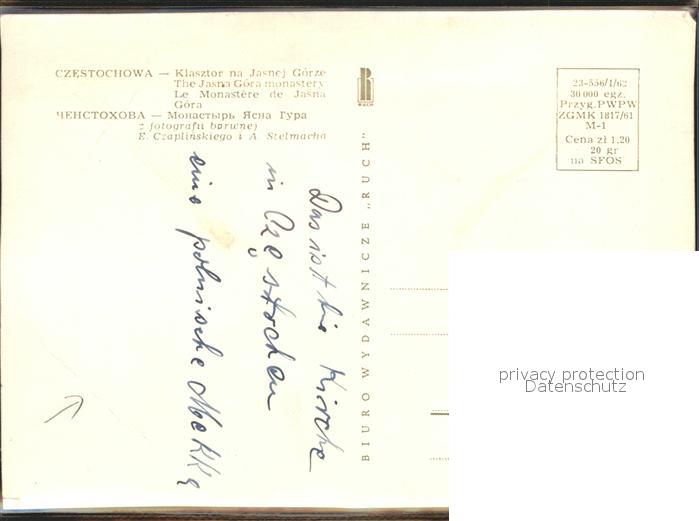 CZĘSTOCHOWA — Klasztor na Jasnej Górze
The Jasna Góra monastery
Le Monastère de Jasna
Góra
ЧЕНСТОХОВА — Монастырь Ясна Гура
z fotografii barwnej
E. Czaplińskiego i A. Stelmacha
23-556/1/62
30 000 egz.
Przyg. PWPW
ZGMK 1817/61
M-1
Cena zł 1,20
20 gr
na SFOS
BIURO WYDAWNICZE „RUCH"
Das ist die Kirche
in Częstochau
eine polnische Mekka
privacy protection
Datenschutz